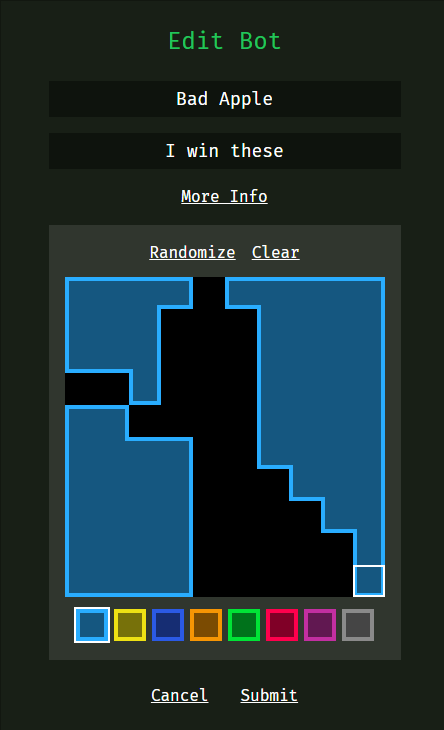 Edit Bot
Bad Apple
I win these
More Info
Randomize Clear
Cancel Submit